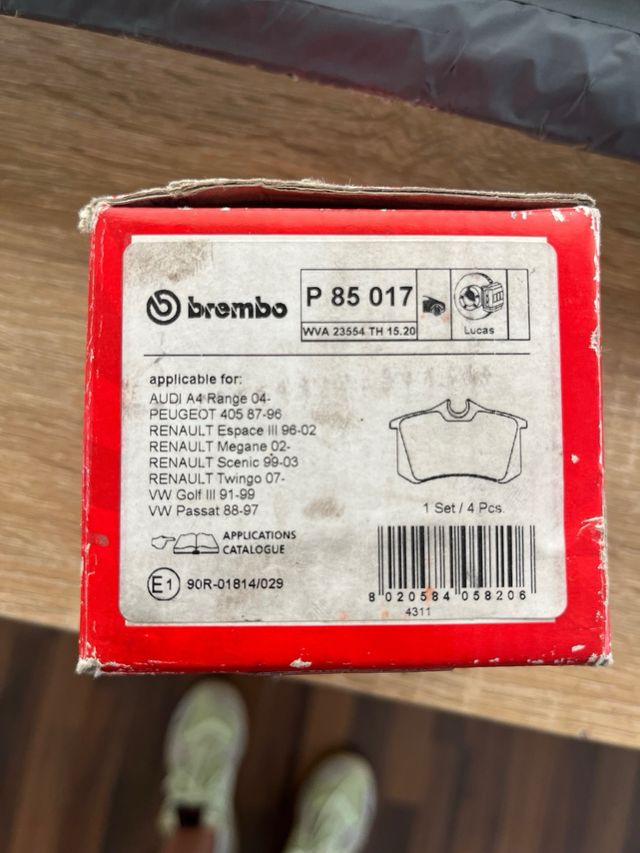 brembo
P 85 017
WVA 23554 TH 15.20
Lucas
applicable for:
AUDI A4 Range 04-
PEUGEOT 405 87-96
RENAULT Espace III 96-02
RENAULT Megane 02-
RENAULT Scenic 99-03
RENAULT Twingo 07-
VW Golf III 91-99
VW Passat 88-97
1 Set / 4 Pcs.
APPLICATIONS
CATALOGUE
E1 90R-01814/029
8 020584 058206
4311